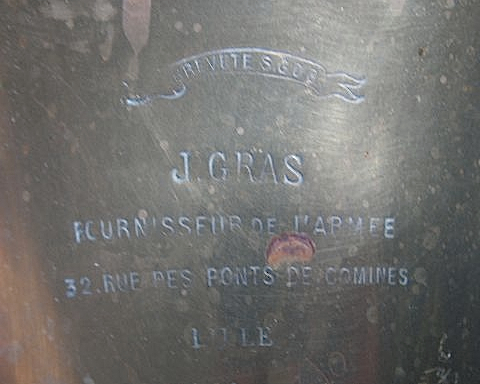 BREVETE S.G.D.G.
J. GRAS
FOURNISSEUR DE L'ARMEE
32. RUE DES PONTS DE COMINES
LILLE